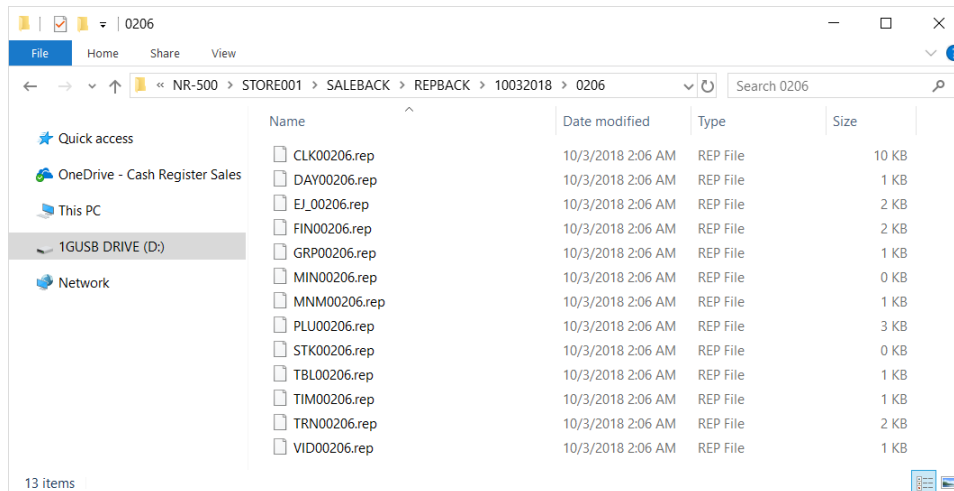 0206
File Home Share View
« NR-500 > STORE001 > SALEBACK > REPBACK > 10032018 > 0206 Search 0206
Name Date modified Type Size
Quick access
OneDrive - Cash Register Sales
This PC
1GUSB DRIVE (D:)
Network
CLK00206.rep 10/3/2018 2:06 AM REP File 10 KB
DAY00206.rep 10/3/2018 2:06 AM REP File 1 KB
EJ_00206.rep 10/3/2018 2:06 AM REP File 2 KB
FIN00206.rep 10/3/2018 2:06 AM REP File 2 KB
GRP00206.rep 10/3/2018 2:06 AM REP File 1 KB
MIN00206.rep 10/3/2018 2:06 AM REP File 0 KB
MNM00206.rep 10/3/2018 2:06 AM REP File 1 KB
PLU00206.rep 10/3/2018 2:06 AM REP File 3 KB
STK00206.rep 10/3/2018 2:06 AM REP File 0 KB
TBL00206.rep 10/3/2018 2:06 AM REP File 1 KB
TIM00206.rep 10/3/2018 2:06 AM REP File 1 KB
TRN00206.rep 10/3/2018 2:06 AM REP File 2 KB
VID00206.rep 10/3/2018 2:06 AM REP File 1 KB
13 items